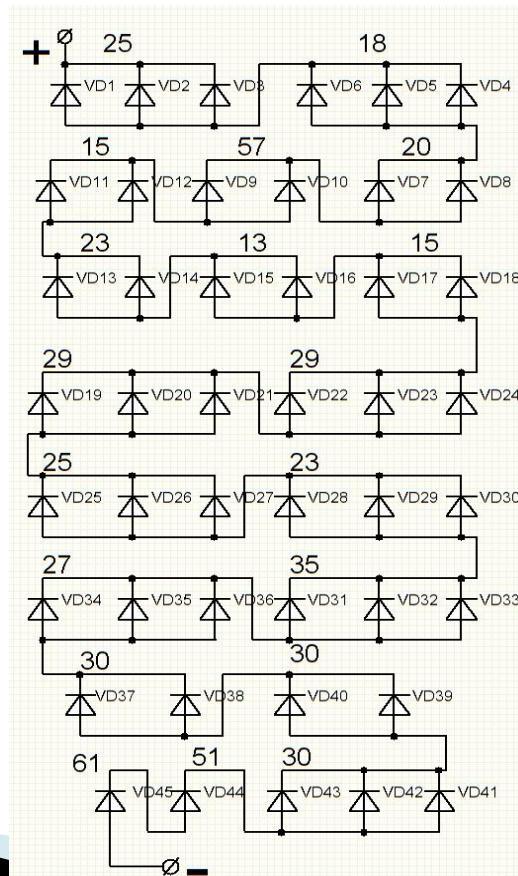 + 25 18
VD1 VD2 VD3 VD6 VD5 VD4
15 57 20
VD11 VD12 VD9 VD10 VD7 VD8
23 13 15
VD13 VD14 VD15 VD16 VD17 VD18
29 29
VD19 VD20 VD21 VD22 VD23 VD24
25 23
VD25 VD26 VD27 VD28 VD29 VD30
27 35
VD34 VD35 VD36 VD31 VD32 VD33
30 30
VD37 VD38 VD40 VD39
61 51 30
VD45 VD44 VD43 VD42 VD41
-